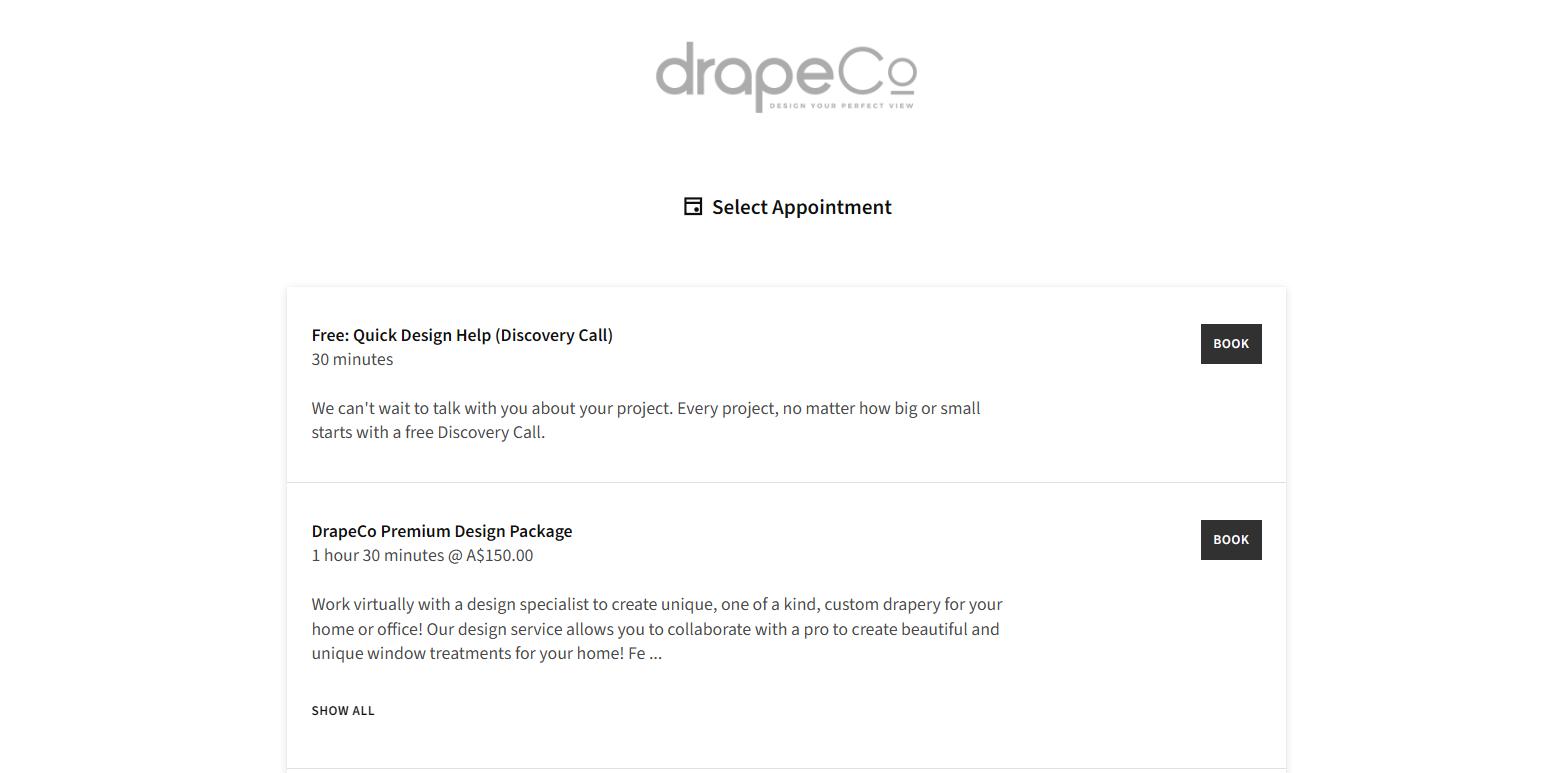 drapeCo
DESIGN YOUR PERFECT VIEW
Select Appointment
Free: Quick Design Help (Discovery Call)
BOOK
30 minutes
We can't wait to talk with you about your project. Every project, no matter how big or small
starts with a free Discovery Call.
DrapeCo Premium Design Package
BOOK
1 hour 30 minutes @ A$150.00
Work virtually with a design specialist to create unique, one of a kind, custom drapery for your
home or office! Our design service allows you to collaborate with a pro to create beautiful and
unique window treatments for your home! Fe ...
SHOW ALL